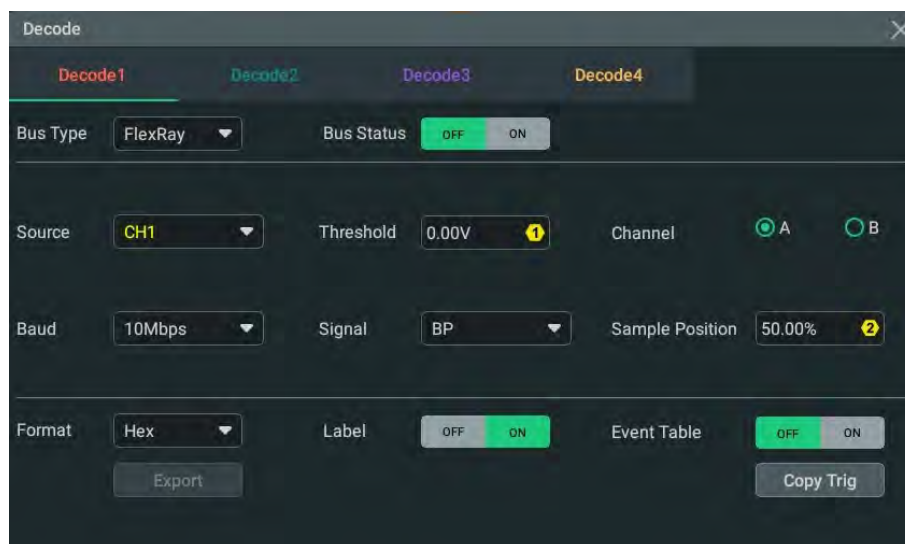 Decode
Decode1 Decode2 Decode3 Decode4
Bus Type FlexRay Bus Status OFF ON
Source CH1 Threshold 0.00V 1 Channel A B
Baud 10Mbps Signal BP Sample Position 50.00% 2
Format Hex Label OFF ON Event Table OFF ON
Export Copy Trig